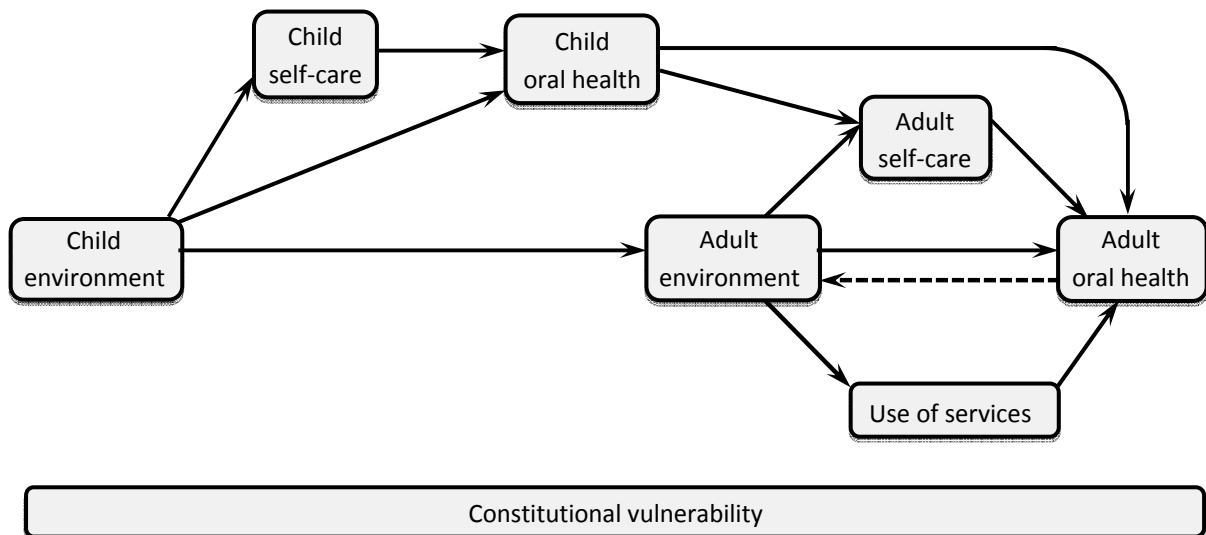 Child
self-care
Child
oral health
Adult
self-care
Child
environment
Adult
environment
Adult
oral health
Use of services
Constitutional vulnerability